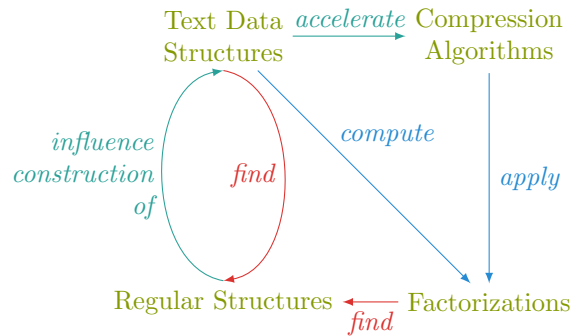 Text Data
Structures
accelerate
Compression
Algorithms
influence
construction
of
find
compute
apply
Regular Structures
find
Factorizations